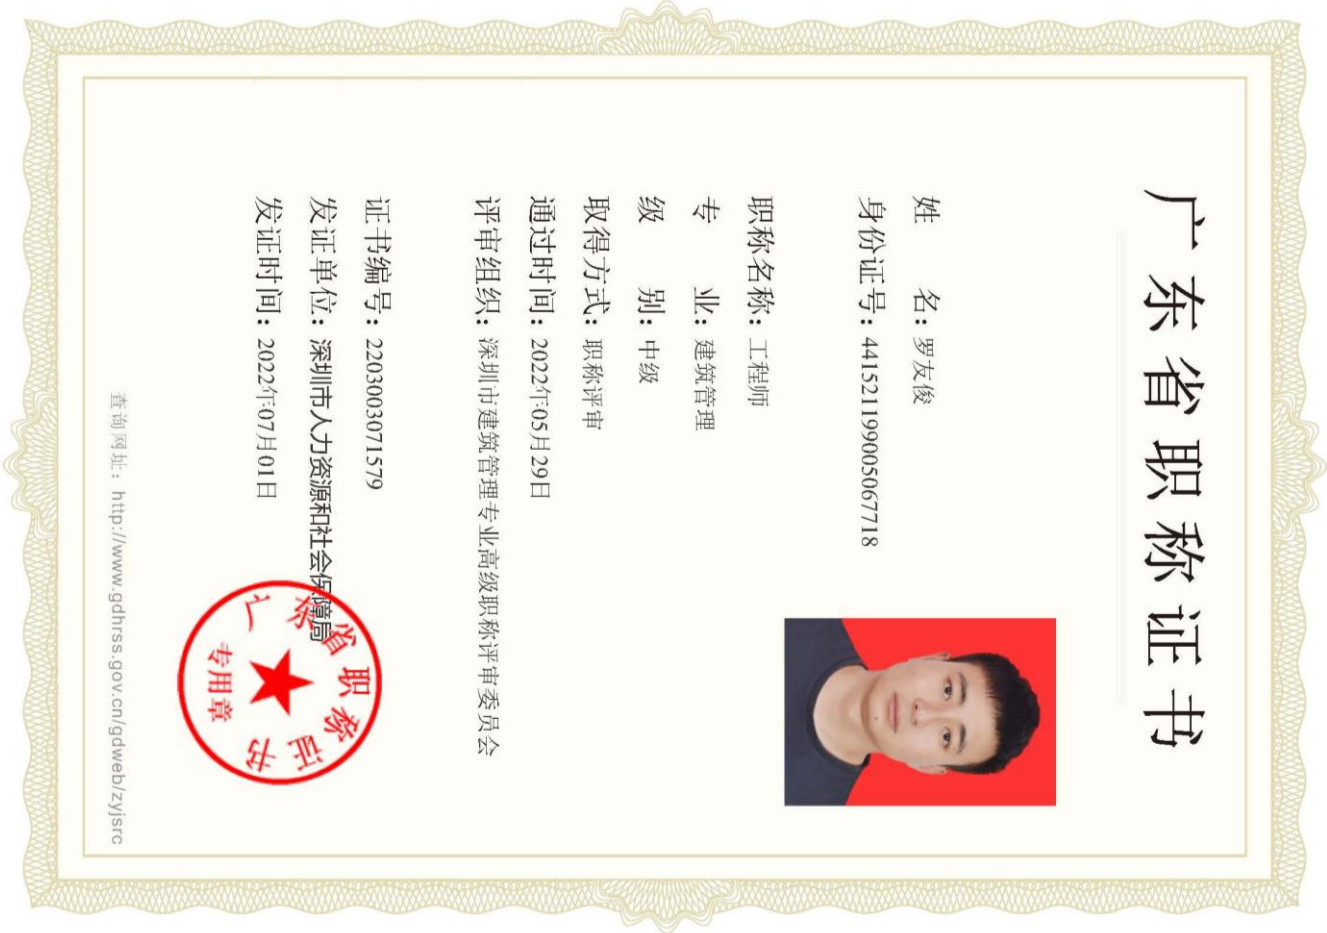 广东省职称证书
姓 名：罗友俊
身份证号：441521199005067718
职称名称：工程师
专 业：建筑管理
级 别：中级
取得方式：职称评审
通过时间：2022年05月29日
评审组织：深圳市建筑管理专业高级职称评审委员会
证书编号：2203003071579
发证单位：深圳市人力资源和社会保障局
发证时间：2022年07月01日
广东省职称证书
专用章
查询网址：http://www.gdhrss.gov.cn/gdweb/zyjsrc